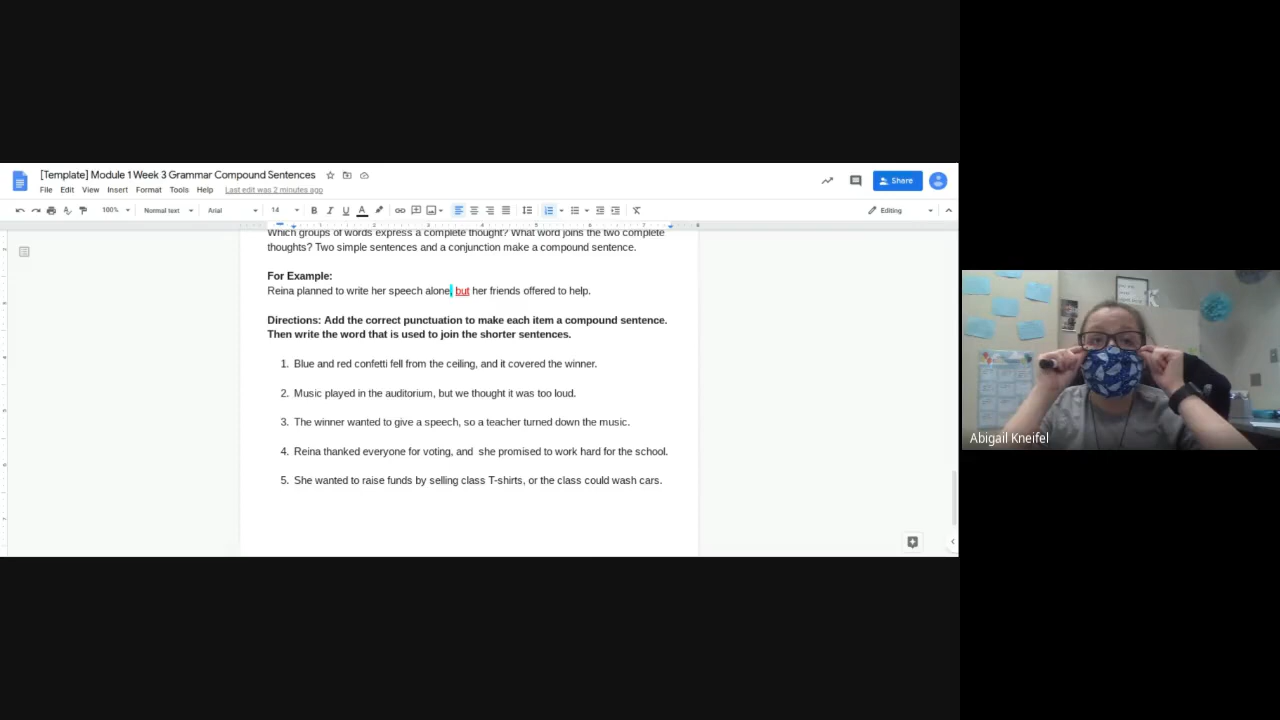 [Template] Module 1 Week 3 Grammar Compound Sentences
File Edit View Insert Format Tools Help Last edit was 2 minutes ago
Share
100% Normal text Arial 14 B I U A Editing
Which groups of words express a complete thought? What word joins the two complete
thoughts? Two simple sentences and a conjunction make a compound sentence.
For Example:
Reina planned to write her speech alone, but her friends offered to help.
Directions: Add the correct punctuation to make each item a compound sentence.
Then write the word that is used to join the shorter sentences.
1. Blue and red confetti fell from the ceiling, and it covered the winner.
2. Music played in the auditorium, but we thought it was too loud.
3. The winner wanted to give a speech, so a teacher turned down the music.
4. Reina thanked everyone for voting, and  she promised to work hard for the school.
5. She wanted to raise funds by selling class T-shirts, or the class could wash cars.
Abigail Kneifel